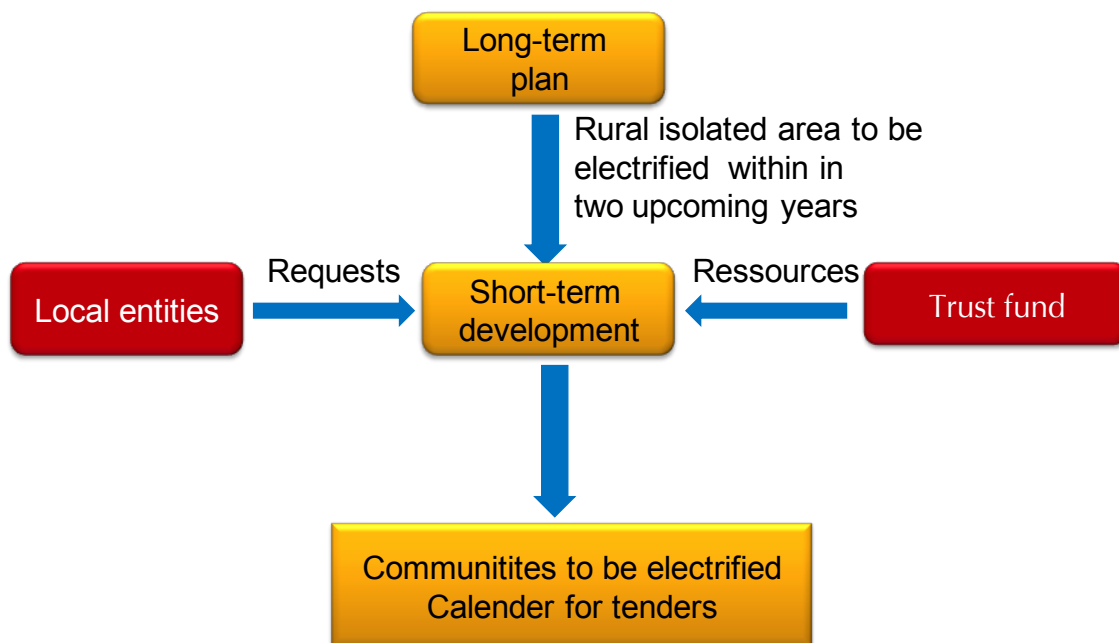 Long-term
plan
Rural isolated area to be
electrified within in
two upcoming years
Requests
Ressources
Local entities
Short-term
development
Trust fund
Communitites to be electrified
Calender for tenders